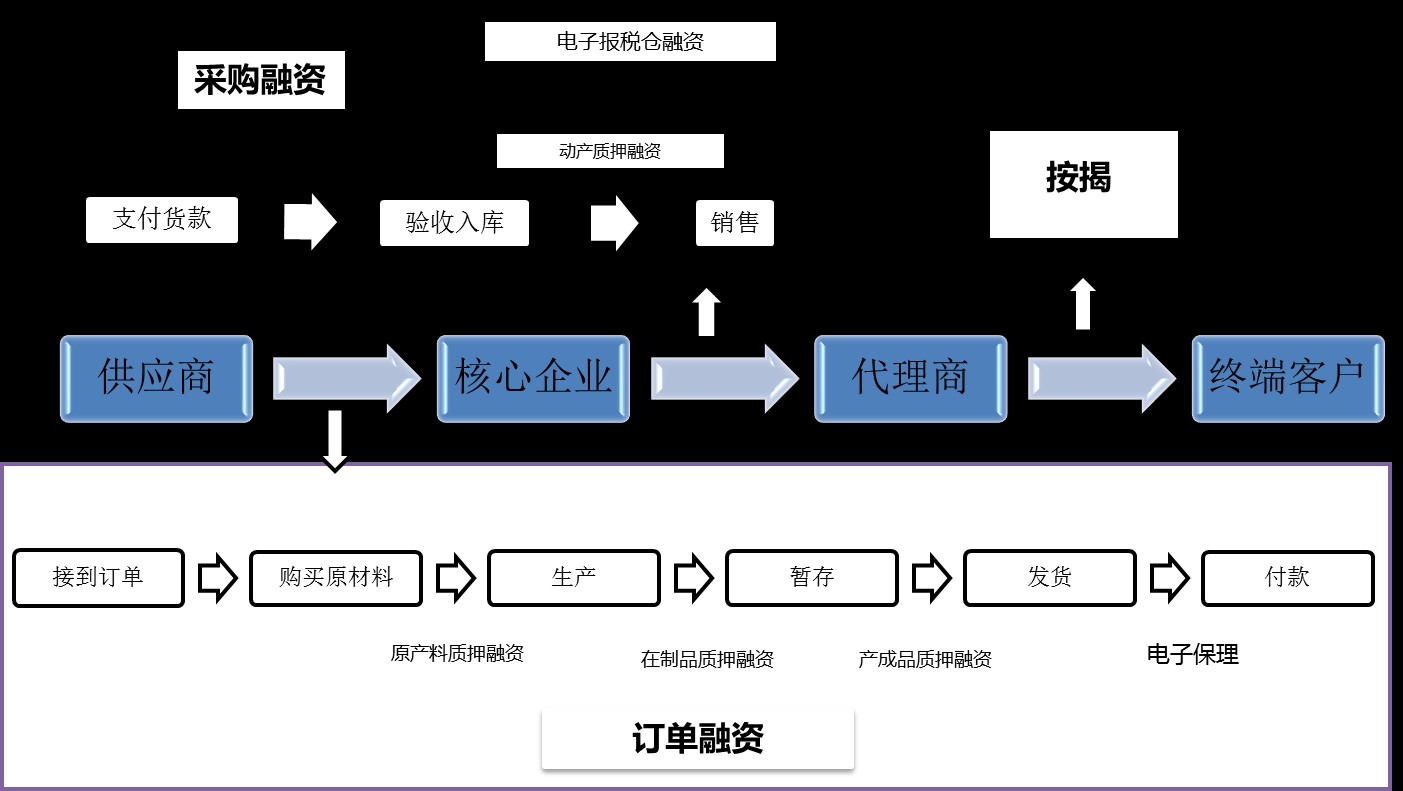 电子报税仓融资
采购融资
动产质押融资
按揭
支付货款
验收入库
销售
供应商
核心企业
代理商
终端客户
接到订单
购买原材料
生产
暂存
发货
付款
原产料质押融资
在制品质押融资
产成品质押融资
电子保理
订单融资